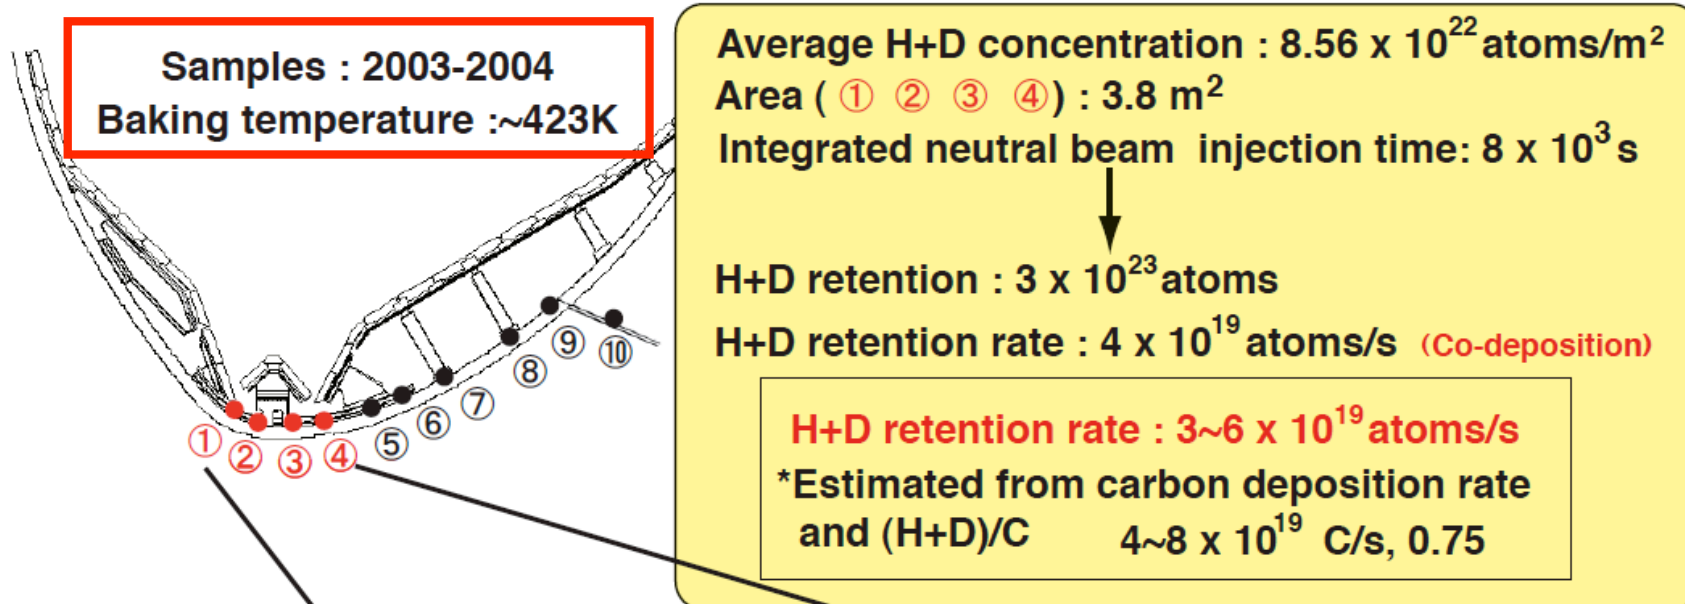 Samples : 2003-2004
Baking temperature :~423K
① ② ③ ④ ⑤ ⑥ ⑦ ⑧ ⑨ ⑩
Average H+D concentration : 8.56 x 10²² atoms/m²
Area ( ① ② ③ ④) : 3.8 m²
Integrated neutral beam injection time: 8 x 10³ s
H+D retention : 3 x 10²³ atoms
H+D retention rate : 4 x 10¹⁹ atoms/s (Co-deposition)
H+D retention rate : 3~6 x 10¹⁹ atoms/s
*Estimated from carbon deposition rate
and (H+D)/C 4~8 x 10¹⁹ C/s, 0.75